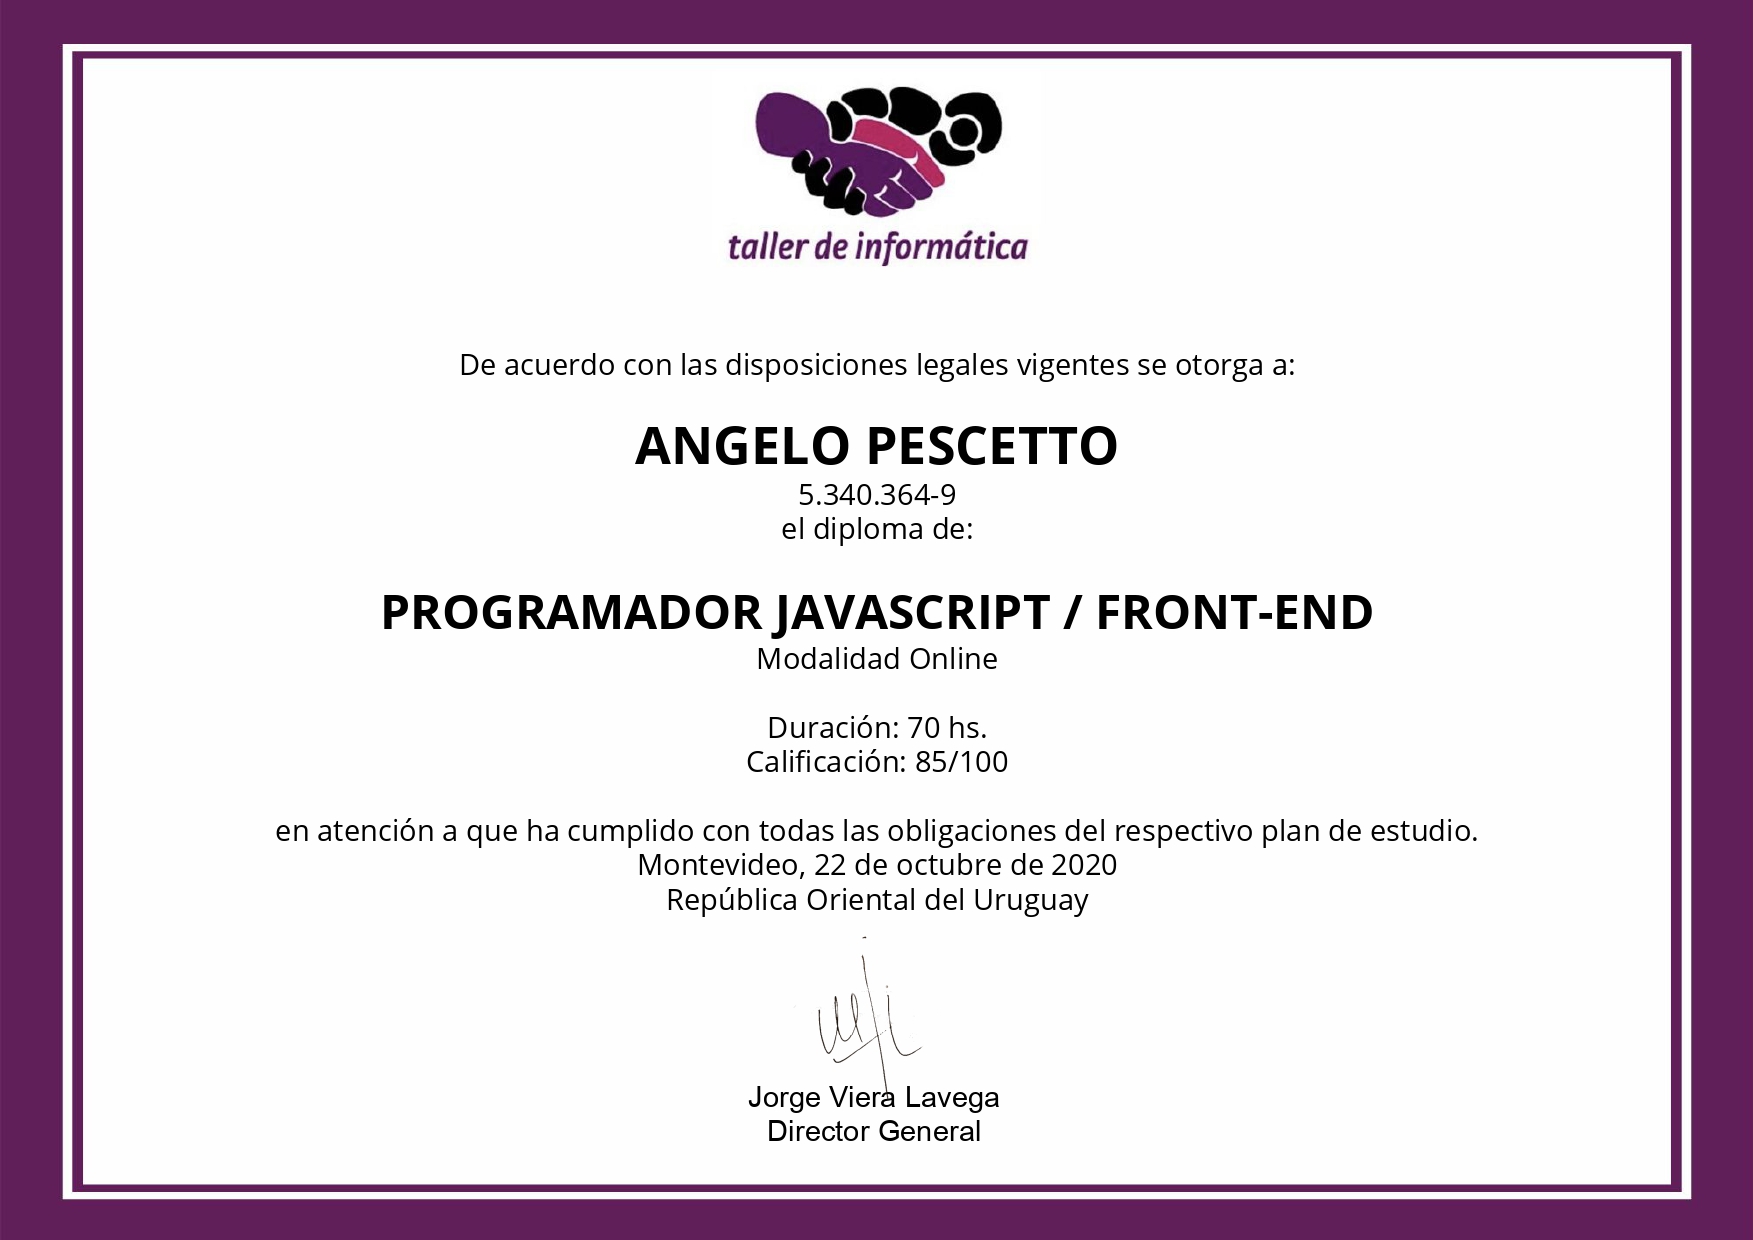 taller de informática
De acuerdo con las disposiciones legales vigentes se otorga a:
ANGELO PESCETTO
5.340.364-9
el diploma de:
PROGRAMADOR JAVASCRIPT / FRONT-END
Modalidad Online
Duración: 70 hs.
Calificación: 85/100
en atención a que ha cumplido con todas las obligaciones del respectivo plan de estudio.
Montevideo, 22 de octubre de 2020
República Oriental del Uruguay
Jorge Viera Lavega
Director General